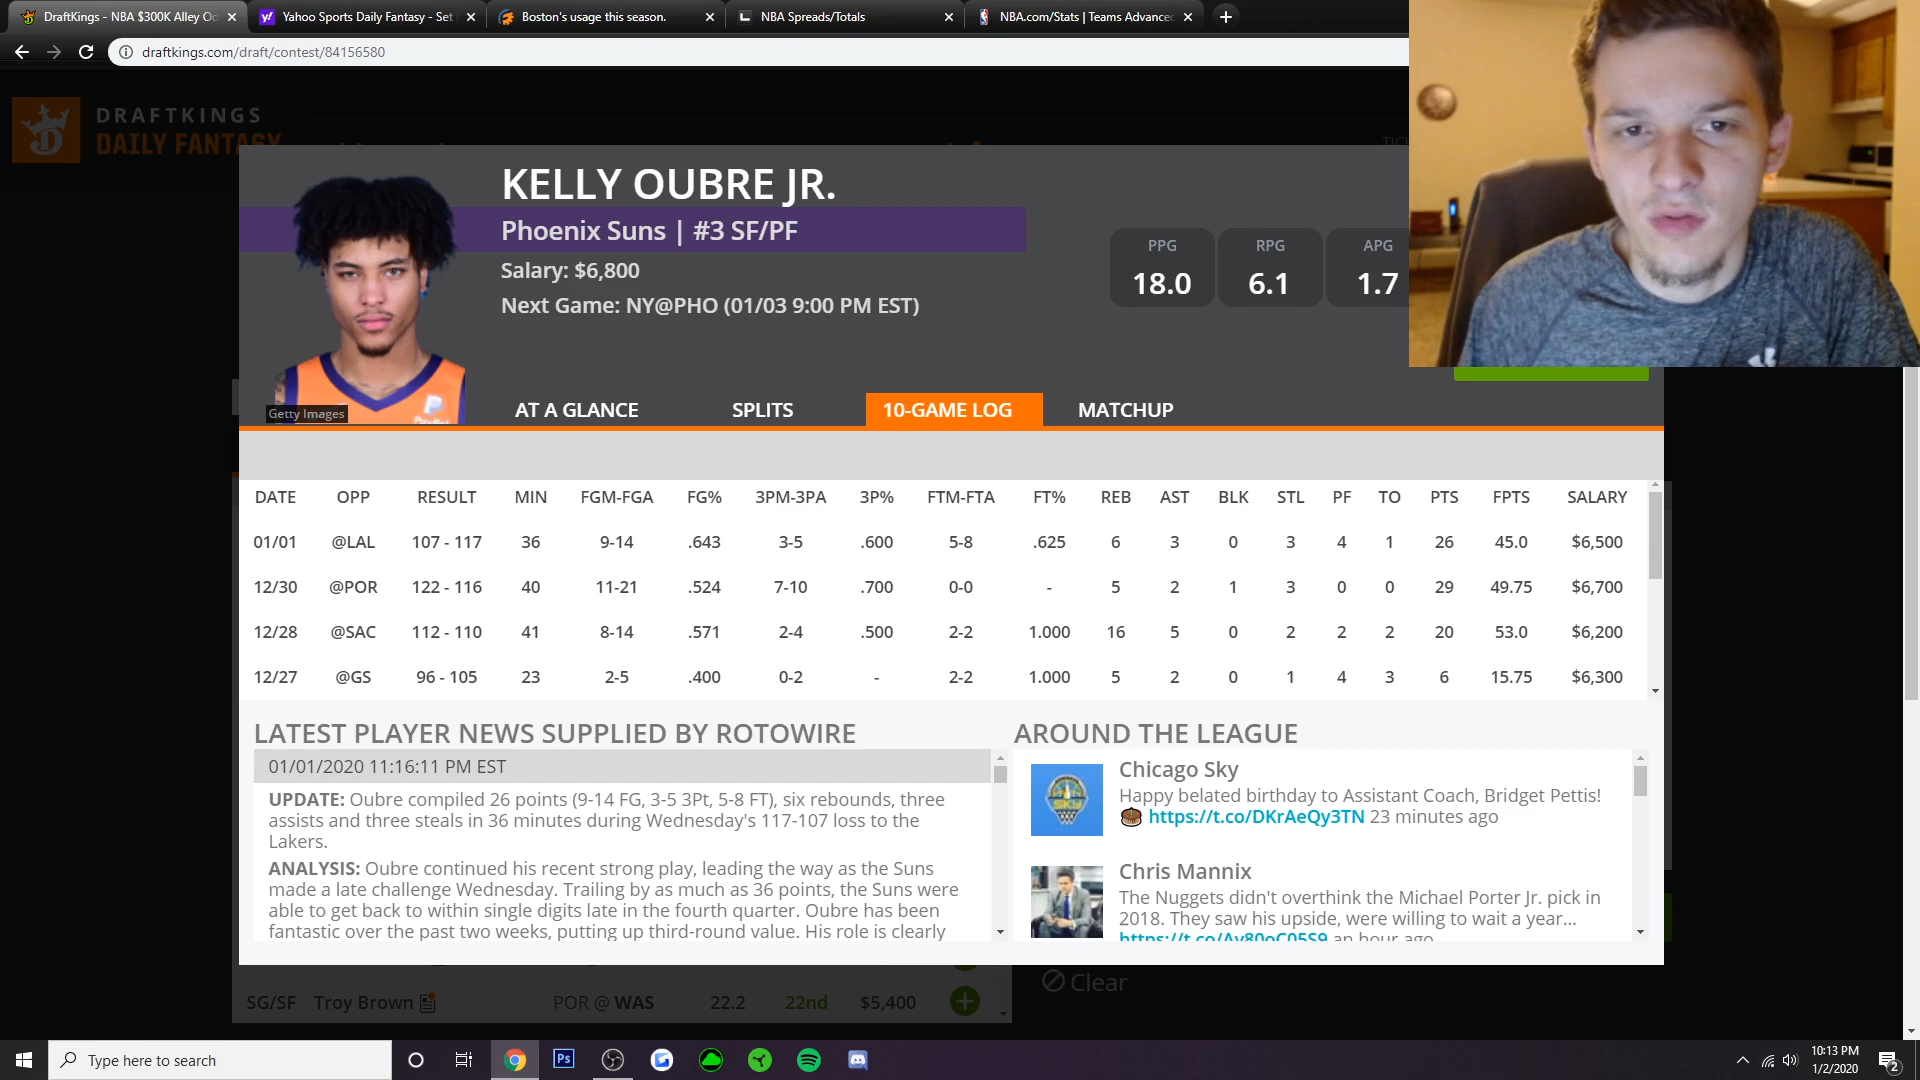 DraftKings - NBA $300K Alley Oo
Yahoo Sports Daily Fantasy - Set
Boston's usage this season.
NBA Spreads/Totals
NBA.com/Stats | Teams Advanced
draftkings.com/draft/contest/84156580
DRAFTKINGS
DAILY FANTASY
KELLY OUBRE JR.
Phoenix Suns | #3 SF/PF
Salary: $6,800
Next Game: NY@PHO (01/03 9:00 PM EST)
PPG RPG APG
18.0 6.1 1.7
Getty Images
AT A GLANCE SPLITS 10-GAME LOG MATCHUP
DATE OPP RESULT MIN FGM-FGA FG% 3PM-3PA 3P% FTM-FTA FT% REB AST BLK STL PF TO PTS FPTS SALARY
01/01 @LAL 107 - 117 36 9-14 .643 3-5 .600 5-8 .625 6 3 0 3 4 1 26 45.0 $6,500
12/30 @POR 122 - 116 40 11-21 .524 7-10 .700 0-0 - 5 2 1 3 0 0 29 49.75 $6,700
12/28 @SAC 112 - 110 41 8-14 .571 2-4 .500 2-2 1.000 16 5 0 2 2 2 20 53.0 $6,200
12/27 @GS 96 - 105 23 2-5 .400 0-2 - 2-2 1.000 5 2 0 1 4 3 6 15.75 $6,300
LATEST PLAYER NEWS SUPPLIED BY ROTOWIRE
01/01/2020 11:16:11 PM EST
UPDATE: Oubre compiled 26 points (9-14 FG, 3-5 3Pt, 5-8 FT), six rebounds, three
assists and three steals in 36 minutes during Wednesday's 117-107 loss to the
Lakers.
ANALYSIS: Oubre continued his recent strong play, leading the way as the Suns
made a late challenge Wednesday. Trailing by as much as 36 points, the Suns were
able to get back to within single digits late in the fourth quarter. Oubre has been
fantastic over the past two weeks, putting up third-round value. His role is clearly
AROUND THE LEAGUE
Chicago Sky
Happy belated birthday to Assistant Coach, Bridget Pettis!
https://t.co/DKrAeQy3TN 23 minutes ago
Chris Mannix
The Nuggets didn't overthink the Michael Porter Jr. pick in
2018. They saw his upside, were willing to wait a year...
https://t.co/Ay80oC05S9 an hour ago
SG/SF Troy Brown POR @ WAS 22.2 22nd $5,400
Clear
Type here to search
Ps
10:13 PM
1/2/2020
2